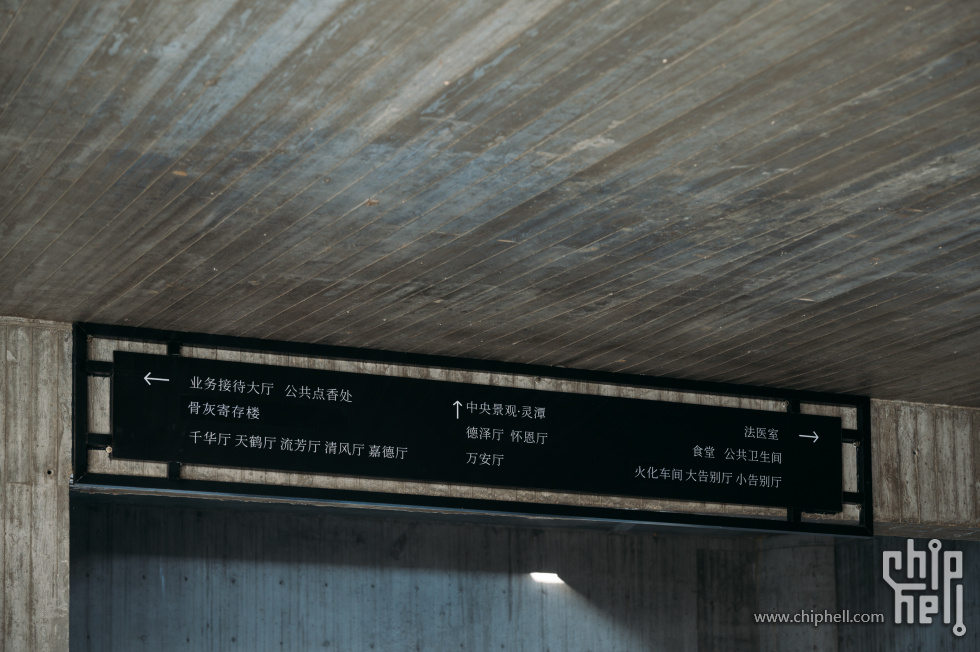 ← 业务接待大厅 公共点香处
骨灰寄存楼
千华厅 天鹤厅 流芳厅 清风厅 嘉德厅
↑ 中央景观·灵潭
德泽厅 怀恩厅
万安厅
法医室 →
食堂 公共卫生间
火化车间 大告别厅 小告别厅
chip
hell
www.chiphell.com